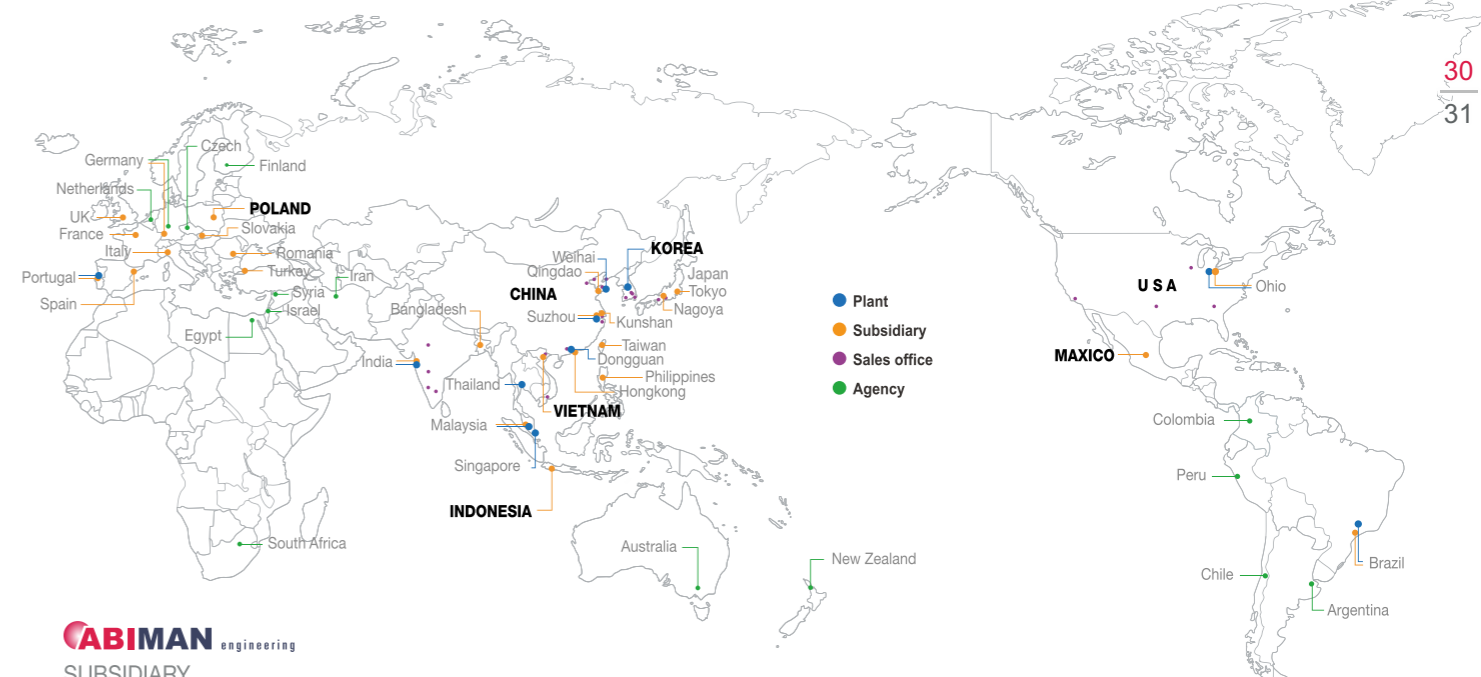 30
31
Czech
Germany
Finland
Netherlands
POLAND
UK
Slovakia
France
Italy
Romania
Portugal
Turkey
Iran
Spain
Syria
Israel
Egypt
KOREA
Weihai
Qingdao
Japan
CHINA
Tokyo
Nagoya
Bangladesh
Suzhou
Kunshan
Taiwan
India
Dongguan
Philippines
Thailand
Hongkong
VIETNAM
Malaysia
Singapore
INDONESIA
South Africa
Australia
New Zealand
Plant
Subsidiary
Sales office
Agency
USA
Ohio
MAXICO
Colombia
Peru
Brazil
Chile
Argentina
ABIMAN engineering
SUBSIDIARY